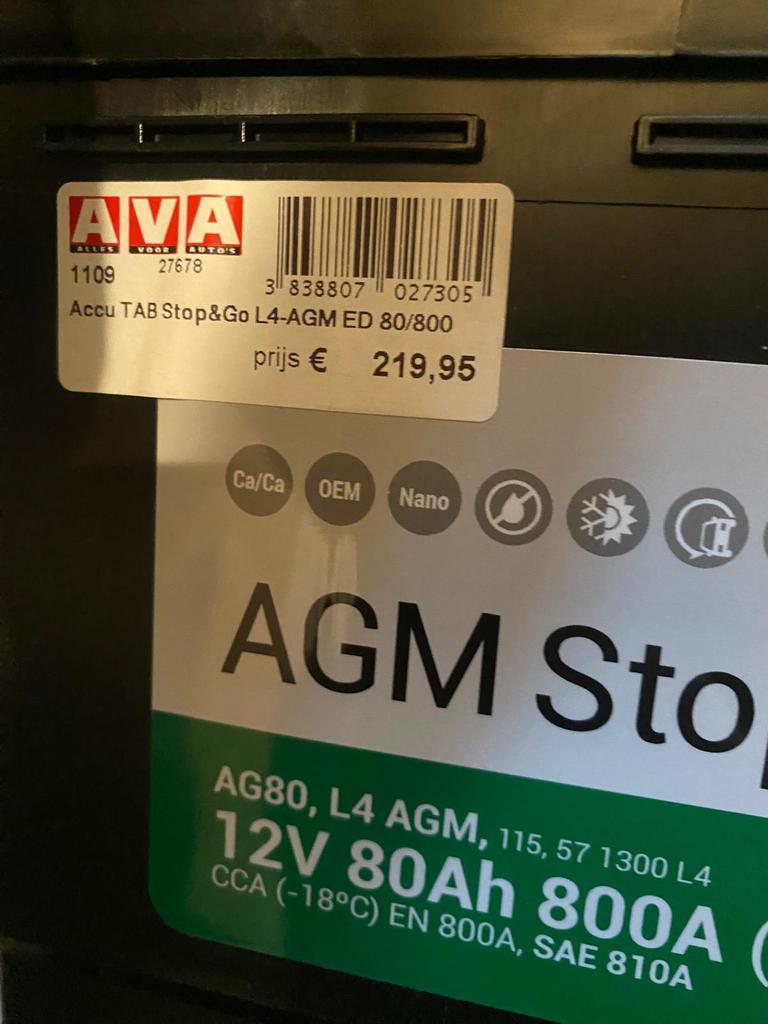 AVA
ALLES VOOR AUTO'S
1109 27678
3 838807 027305
Accu TAB Stop&Go L4-AGM ED 80/800
prijs € 219,95
Ca/Ca OEM Nano
AGM Sto
AG80, L4 AGM, 115, 57 1300 L4
12V 80Ah 800A
CCA (-18ºC) EN 800A, SAE 810A